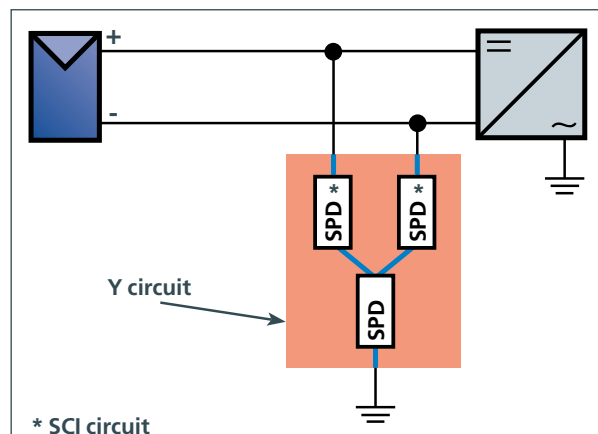 +
-
=
~
SPD *
SPD *
SPD
Y circuit
* SCI circuit